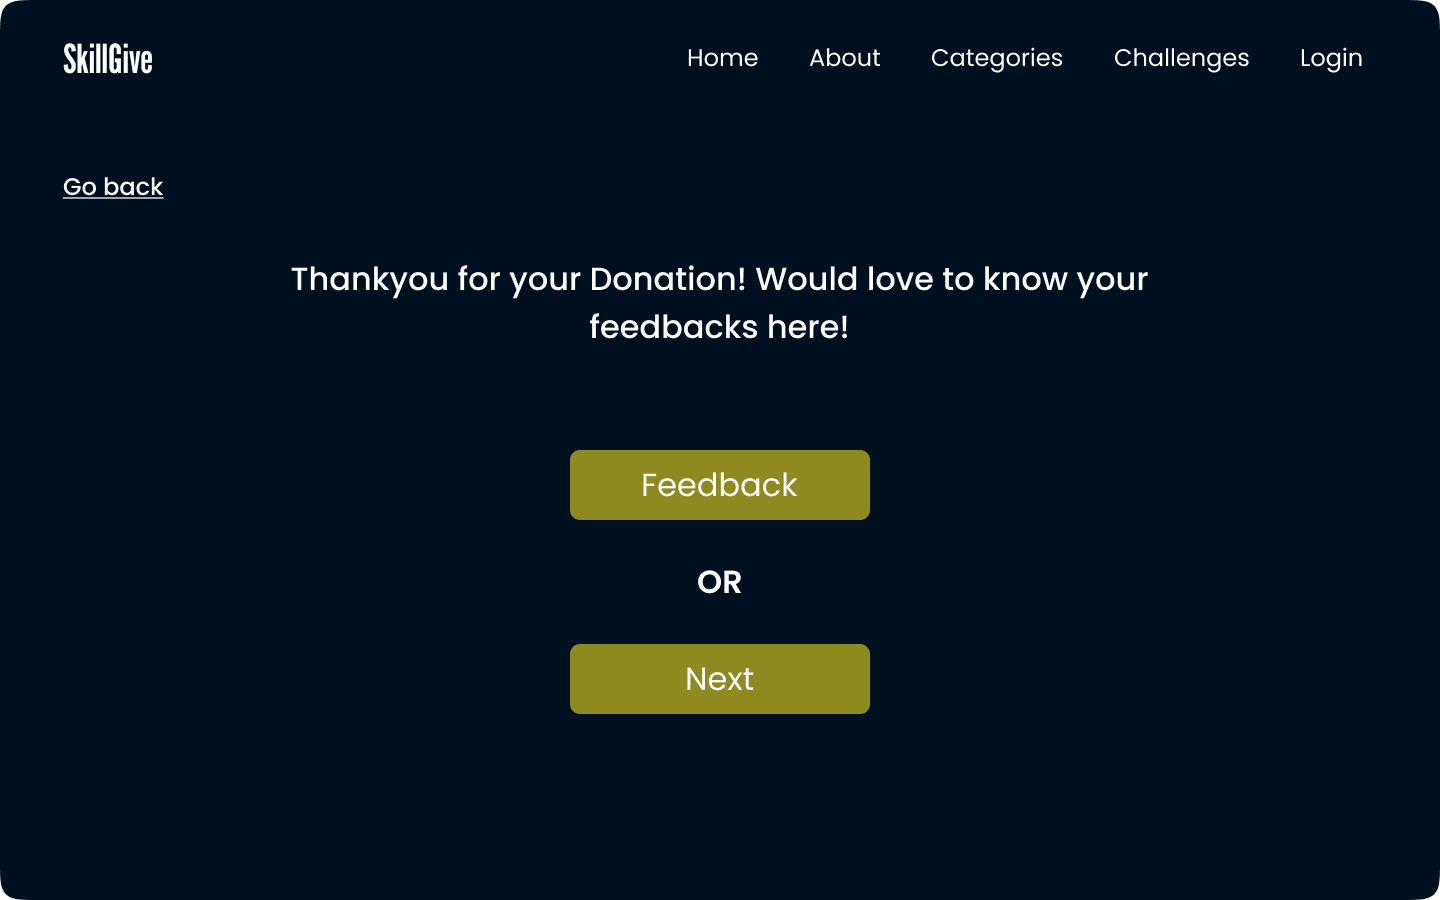 SkillGive
Home About Categories Challenges Login
Go back
Thankyou for your Donation! Would love to know your
feedbacks here!
Feedback
OR
Next